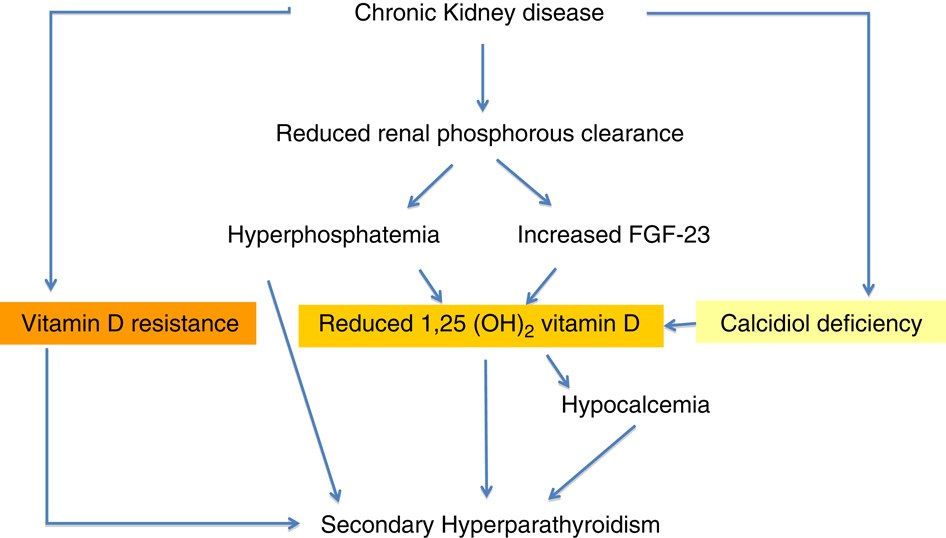 Chronic Kidney disease
Reduced renal phosphorous clearance
Hyperphosphatemia
Increased FGF-23
Vitamin D resistance
Reduced 1,25 (OH)2 vitamin D
Calcidiol deficiency
Hypocalcemia
Secondary Hyperparathyroidism